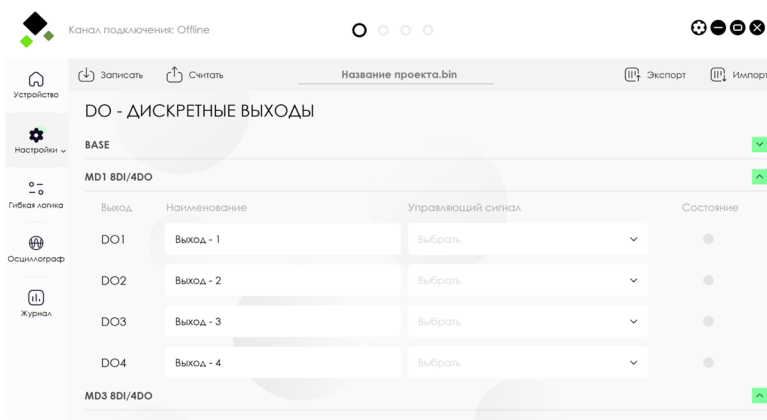 Канал подключения: Offline
Записать Считать Название проекта.bin Экспорт Импорт
Устройство
Настройки
Гибкая логика
Осциллограф
Журнал
DO - ДИСКРЕТНЫЕ ВЫХОДЫ
BASE
MD1 8DI/4DO
Выход Наименование Управляющий сигнал Состояние
DO1 Выход - 1 Выбрать
DO2 Выход - 2 Выбрать
DO3 Выход - 3 Выбрать
DO4 Выход - 4 Выбрать
MD3 8DI/4DO